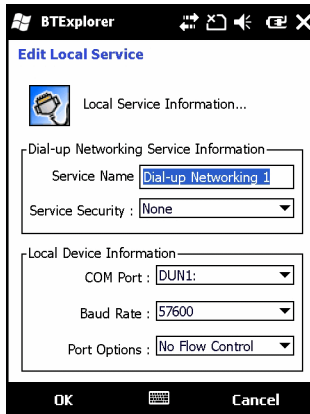 BTExplorer
Edit Local Service
Local Service Information...
Dial-up Networking Service Information
Service Name Dial-up Networking 1
Service Security : None
Local Device Information
COM Port : DUN1:
Baud Rate : 57600
Port Options : No Flow Control
OK Cancel